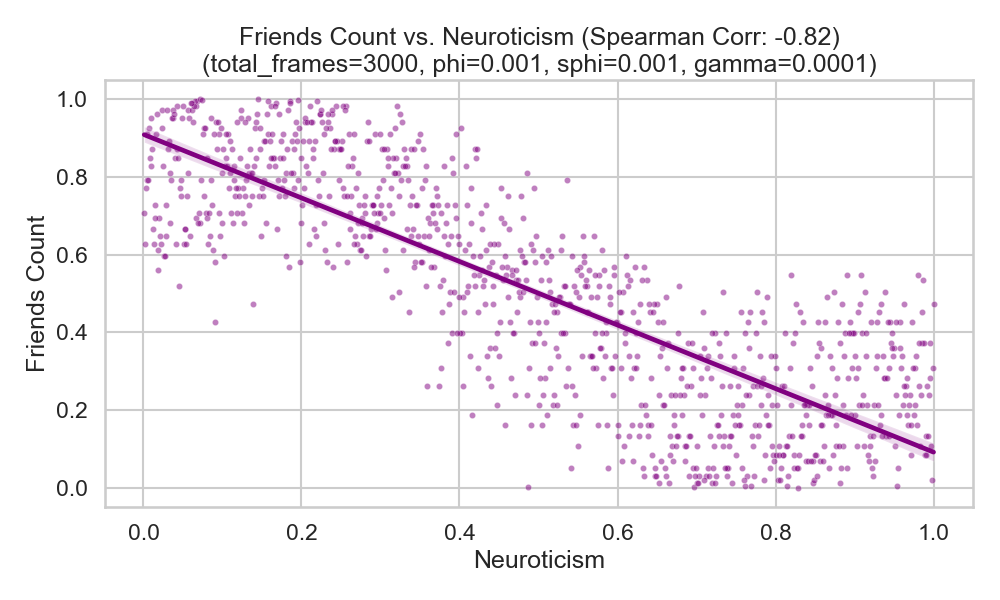 Friends Count vs. Neuroticism (Spearman Corr: -0.82)
(total_frames=3000, phi=0.001, sphi=0.001, gamma=0.0001)
Friends Count
1.0
0.8
0.6
0.4
0.2
0.0
0.0 0.2 0.4 0.6 0.8 1.0
Neuroticism